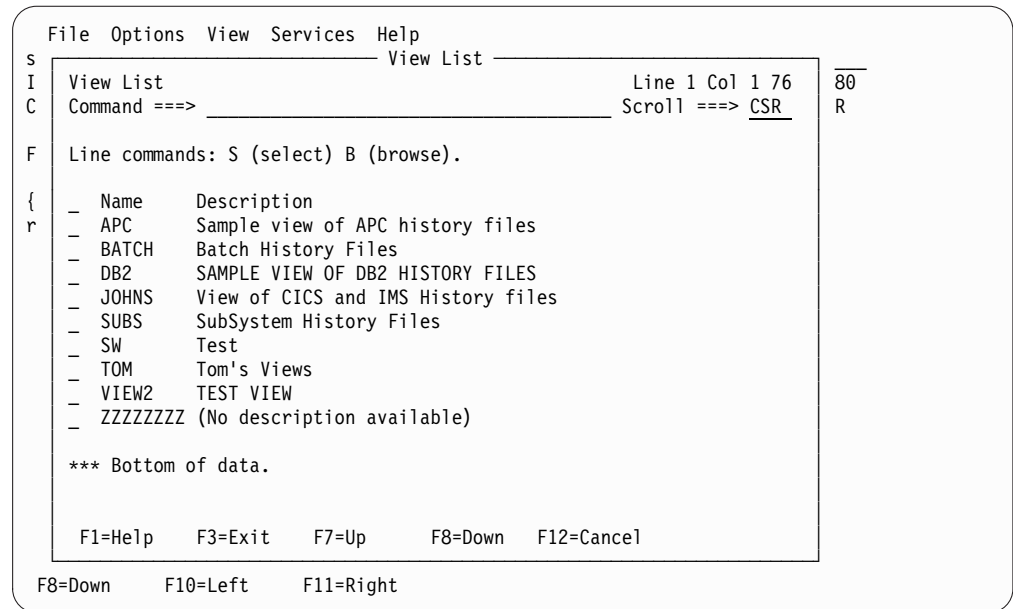 File Options View Services Help
s View List ___
I View List Line 1 Col 1 76 80
C Command ===> ______________________________________ Scroll ===> CSR R
F Line commands: S (select) B (browse).
{ _ Name Description
r _ APC Sample view of APC history files
_ BATCH Batch History Files
_ DB2 SAMPLE VIEW OF DB2 HISTORY FILES
_ JOHNS View of CICS and IMS History files
_ SUBS SubSystem History Files
_ SW Test
_ TOM Tom's Views
_ VIEW2 TEST VIEW
_ ZZZZZZZZ (No description available)
*** Bottom of data.
F1=Help F3=Exit F7=Up F8=Down F12=Cancel
F8=Down F10=Left F11=Right